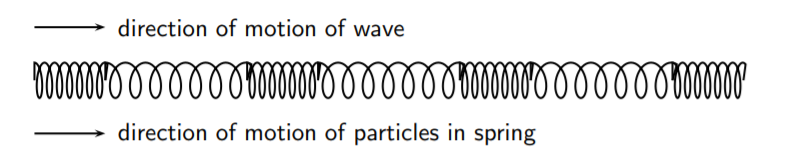 direction of motion of wave
direction of motion of particles in spring